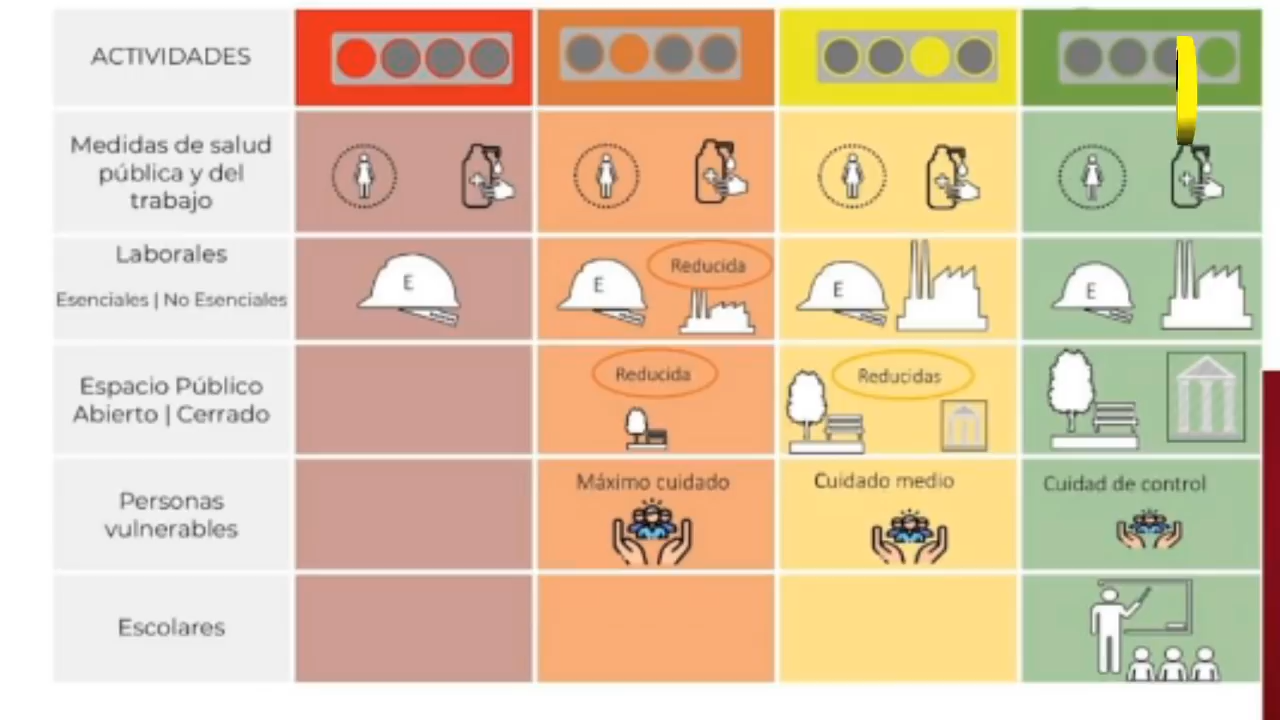 ACTIVIDADES
Medidas de salud
pública y del
trabajo
Laborales
Esenciales | No Esenciales
E
E
Reducida
E
E
Espacio Público
Abierto | Cerrado
Reducida
Reducidas
Personas
vulnerables
Máximo cuidado
Cuidado medio
Cuidad de control
Escolares